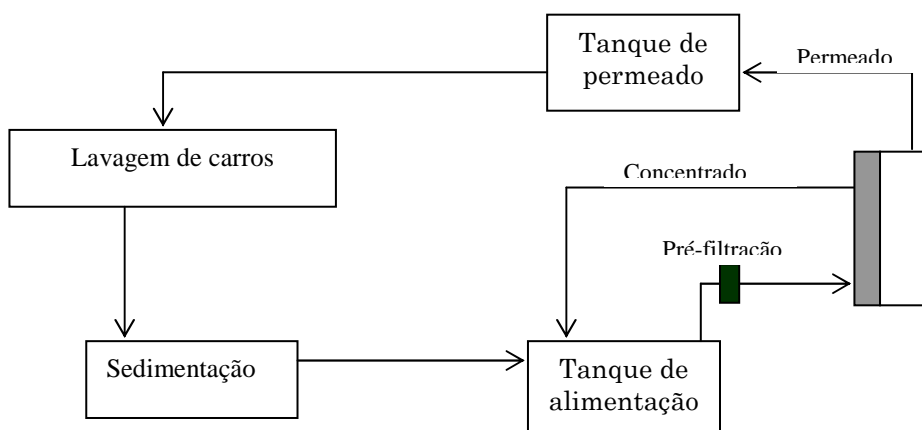 Tanque de
permeado
Permeado
Lavagem de carros
Concentrado
Pré-filtração
Sedimentação
Tanque de
alimentação